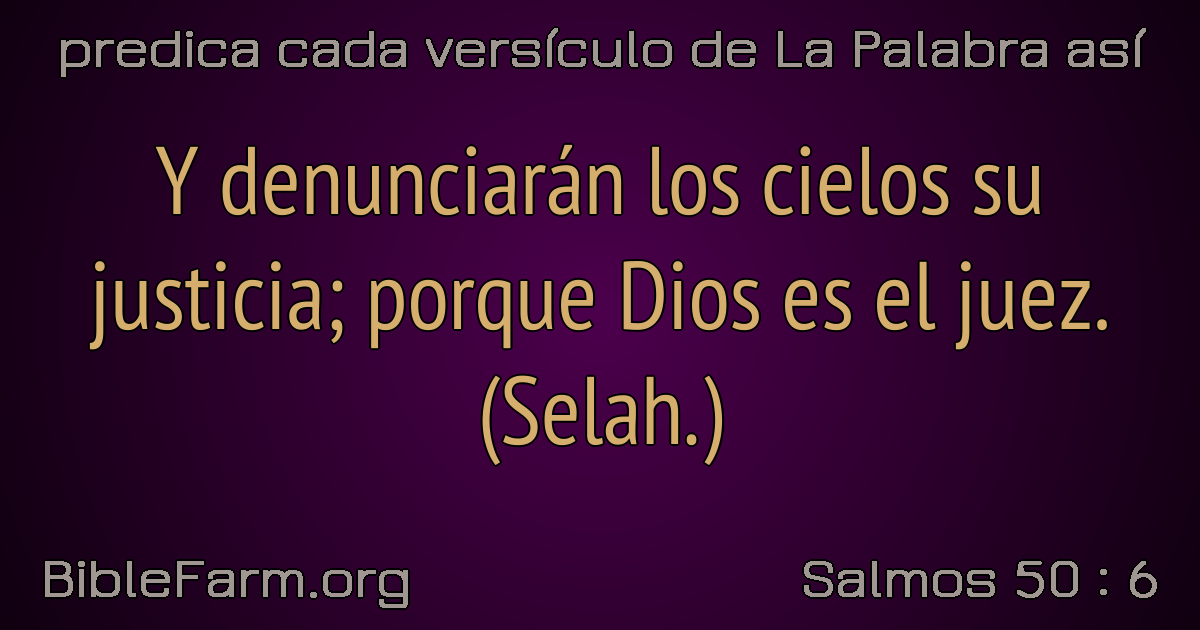 predica cada versículo de La Palabra así
Y denunciarán los cielos su
justicia; porque Dios es el juez.
(Selah.)
BibleFarm.org
Salmos 50 : 6